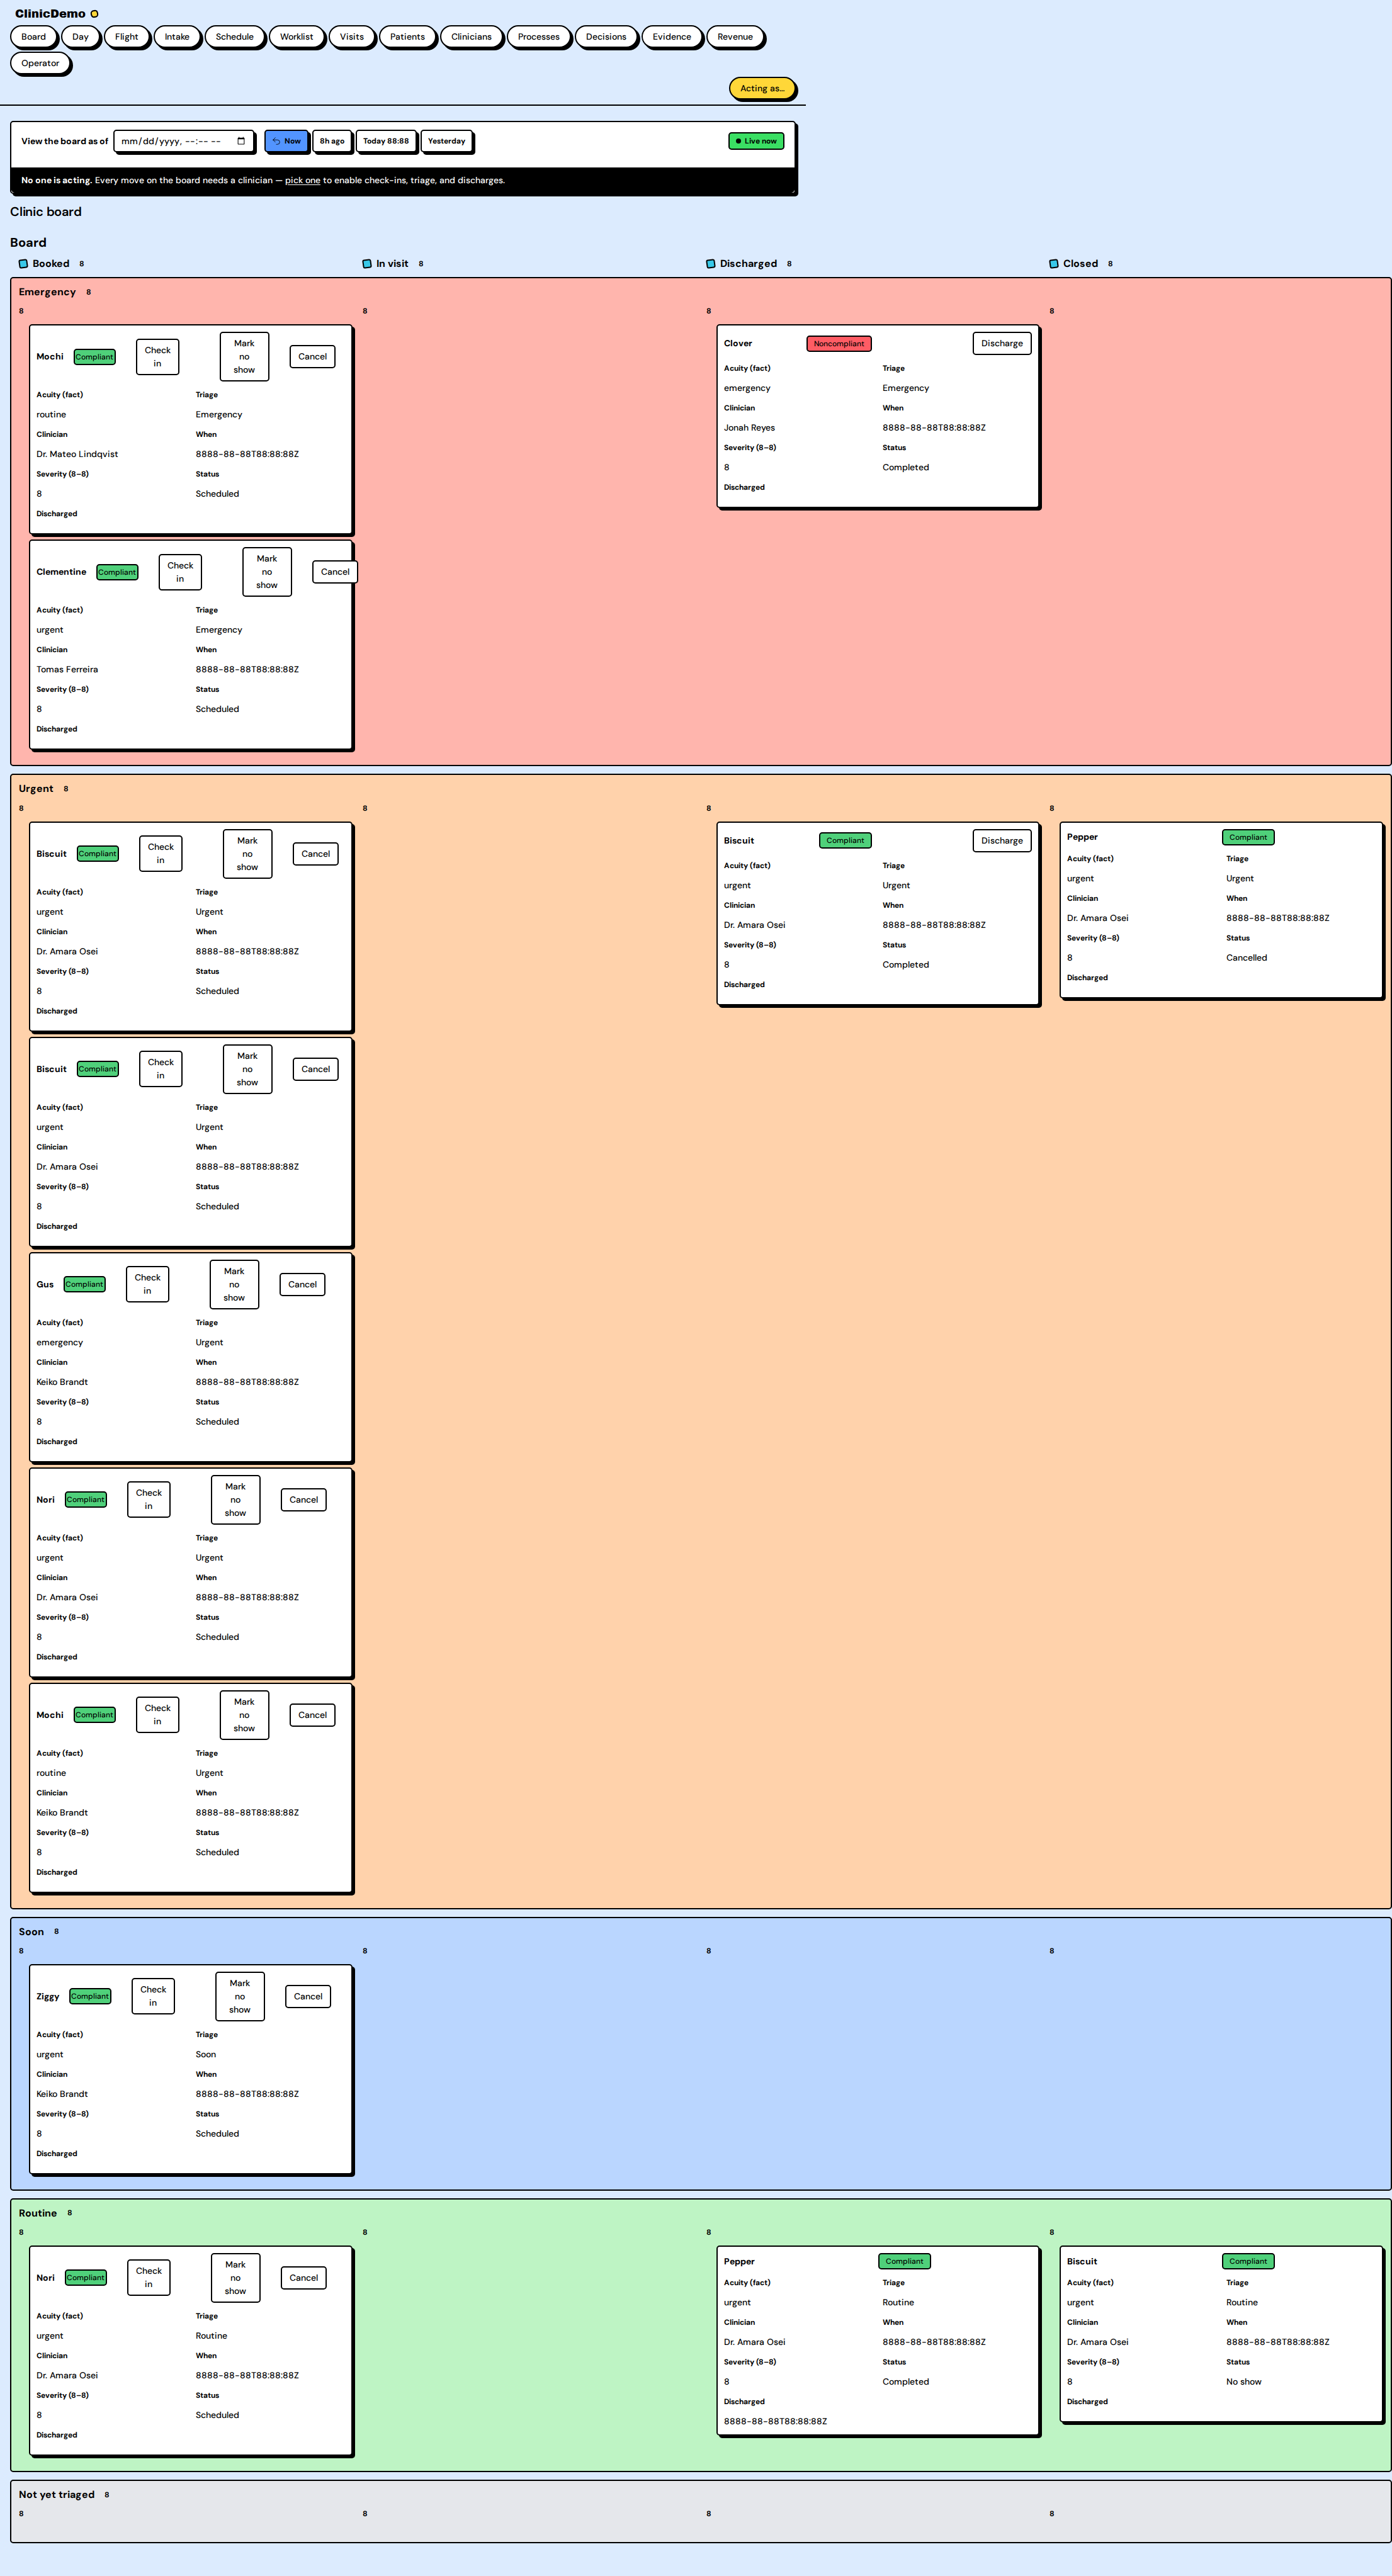 ClinicDemo
Board Day Flight Intake Schedule Worklist Visits Patients Clinicians Processes Decisions Evidence Revenue
Operator
Acting as…
View the board as of mm/dd/yyyy, --:-- -- Now 8h ago Today 88:88 Yesterday Live now
No one is acting. Every move on the board needs a clinician — pick one to enable check-ins, triage, and discharges.
Clinic board
Board
Booked 8 In visit 8 Discharged 8 Closed 8
Emergency 8
8 8 8 8
Mochi Compliant Check in Mark no show Cancel
Acuity (fact) Triage
routine Emergency
Clinician When
Dr. Mateo Lindqvist 8888-88-88T88:88:88Z
Severity (8–8) Status
8 Scheduled
Discharged
Clementine Compliant Check in Mark no show Cancel
Acuity (fact) Triage
urgent Emergency
Clinician When
Tomas Ferreira 8888-88-88T88:88:88Z
Severity (8–8) Status
8 Scheduled
Discharged
Clover Noncompliant Discharge
Acuity (fact) Triage
emergency Emergency
Clinician When
Jonah Reyes 8888-88-88T88:88:88Z
Severity (8–8) Status
8 Completed
Discharged
Urgent 8
8 8 8 8
Biscuit Compliant Check in Mark no show Cancel
Acuity (fact) Triage
urgent Urgent
Clinician When
Dr. Amara Osei 8888-88-88T88:88:88Z
Severity (8–8) Status
8 Scheduled
Discharged
Biscuit Compliant Check in Mark no show Cancel
Acuity (fact) Triage
urgent Urgent
Clinician When
Dr. Amara Osei 8888-88-88T88:88:88Z
Severity (8–8) Status
8 Scheduled
Discharged
Gus Compliant Check in Mark no show Cancel
Acuity (fact) Triage
emergency Urgent
Clinician When
Keiko Brandt 8888-88-88T88:88:88Z
Severity (8–8) Status
8 Scheduled
Discharged
Nori Compliant Check in Mark no show Cancel
Acuity (fact) Triage
urgent Urgent
Clinician When
Dr. Amara Osei 8888-88-88T88:88:88Z
Severity (8–8) Status
8 Scheduled
Discharged
Mochi Compliant Check in Mark no show Cancel
Acuity (fact) Triage
routine Urgent
Clinician When
Keiko Brandt 8888-88-88T88:88:88Z
Severity (8–8) Status
8 Scheduled
Discharged
Biscuit Compliant Discharge
Acuity (fact) Triage
urgent Urgent
Clinician When
Dr. Amara Osei 8888-88-88T88:88:88Z
Severity (8–8) Status
8 Completed
Discharged
Pepper Compliant
Acuity (fact) Triage
urgent Urgent
Clinician When
Dr. Amara Osei 8888-88-88T88:88:88Z
Severity (8–8) Status
8 Cancelled
Discharged
Soon 8
8 8 8 8
Ziggy Compliant Check in Mark no show Cancel
Acuity (fact) Triage
urgent Soon
Clinician When
Keiko Brandt 8888-88-88T88:88:88Z
Severity (8–8) Status
8 Scheduled
Discharged
Routine 8
8 8 8 8
Nori Compliant Check in Mark no show Cancel
Acuity (fact) Triage
urgent Routine
Clinician When
Dr. Amara Osei 8888-88-88T88:88:88Z
Severity (8–8) Status
8 Scheduled
Discharged
Pepper Compliant
Acuity (fact) Triage
urgent Routine
Clinician When
Dr. Amara Osei 8888-88-88T88:88:88Z
Severity (8–8) Status
8 Completed
Discharged
8888-88-88T88:88:88Z
Biscuit Compliant
Acuity (fact) Triage
urgent Routine
Clinician When
Dr. Amara Osei 8888-88-88T88:88:88Z
Severity (8–8) Status
8 No show
Discharged
Not yet triaged 8
8 8 8 8